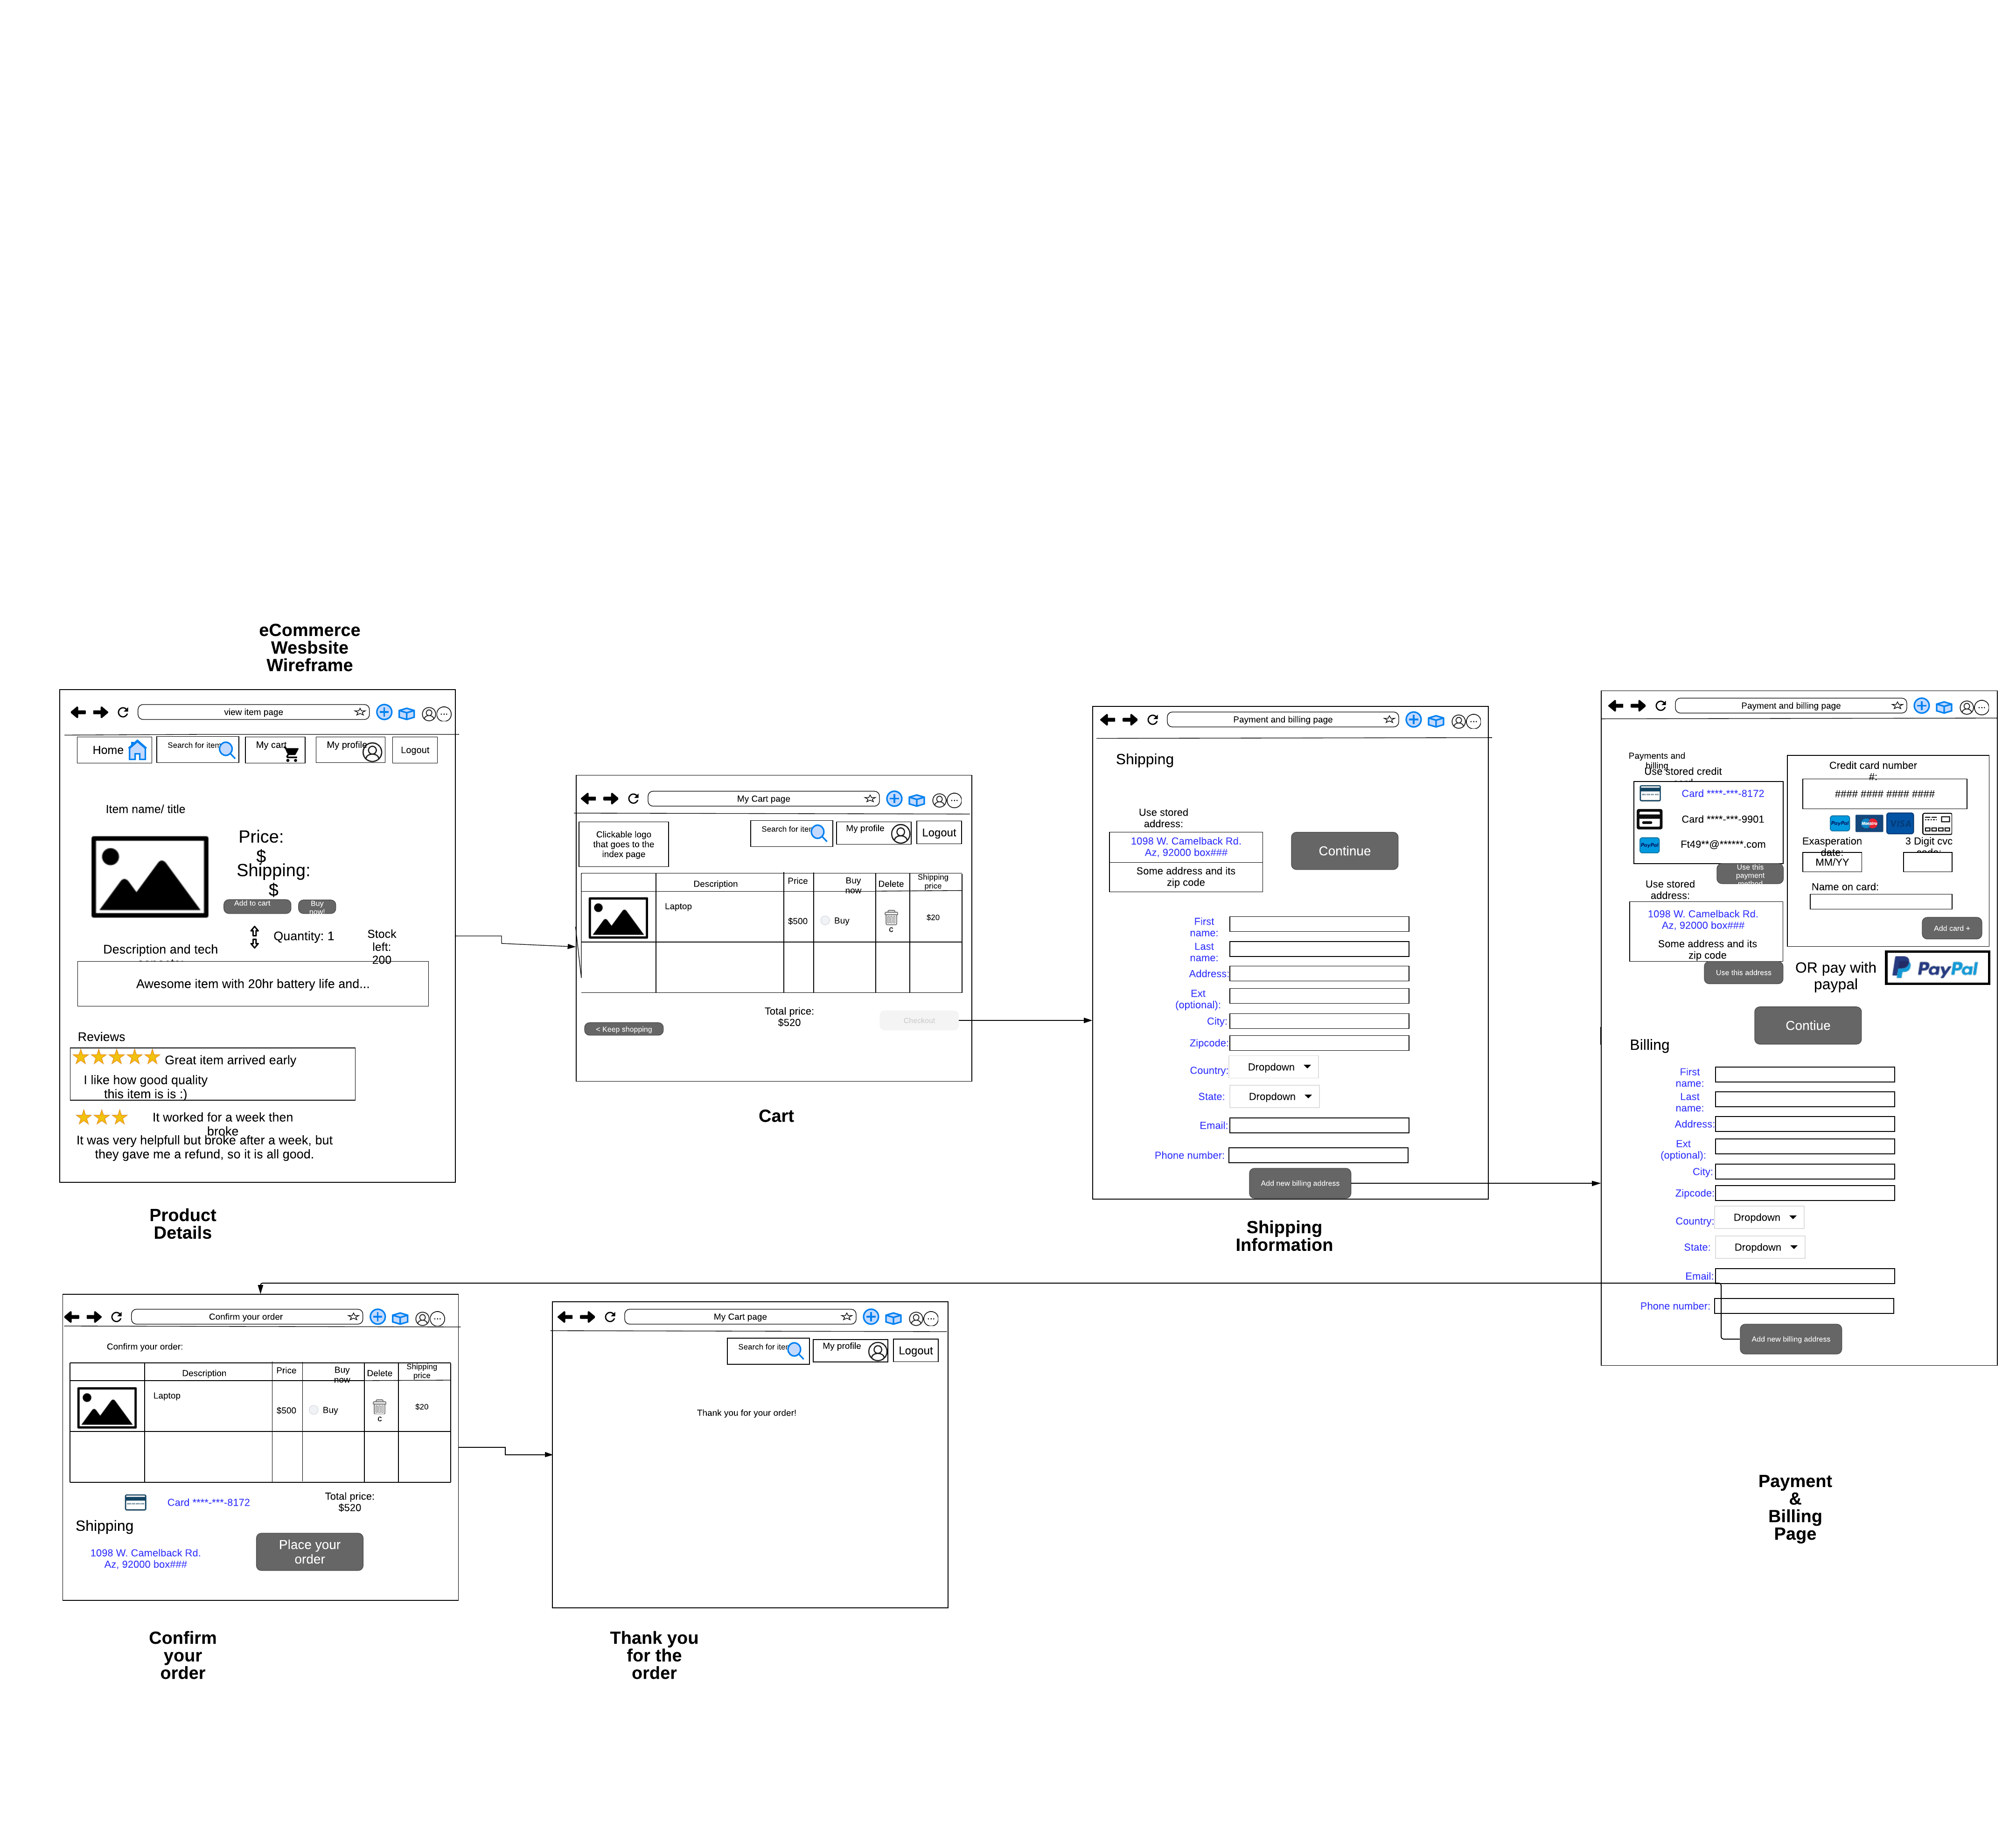 eCommerce
Wesbsite
Wireframe
view item page
Home
Search for item
My cart
My profile
Logout
Item name/ title
Price:
$
Shipping:
$
Add to cart
Buy
now!
Quantity: 1
Stock
left:
200
Description and tech
Awesome item with 20hr battery life and...
Reviews
Great item arrived early
I like how good quality
this item is is :)
It worked for a week then
broke
It was very helpfull but broke after a week, but
they gave me a refund, so it is all good.
Product
Details
My Cart page
Clickable logo
that goes to the
index page
Search for item
My profile
Logout
Description
Price
Buy
now
Delete
Shipping
price
Laptop
$500
Buy
c
$20
Total price:
$520
< Keep shopping
Checkout
Cart
Payment and billing page
Shipping
Use stored
address:
1098 W. Camelback Rd.
Az, 92000 box###
Some address and its
zip code
Continue
First
name:
Last
name:
Address:
Ext
(optional):
City:
Zipcode:
Country:
Dropdown
State:
Dropdown
Email:
Phone number:
Add new billing address
Shipping
Information
Payment and billing page
Payments and
billing
Use stored credit
Card ****-***-8172
Card ****-***-9901
PayPal
Ft49**@******.com
Use this
payment
method
Use stored
address:
1098 W. Camelback Rd.
Az, 92000 box###
Some address and its
zip code
Use this address
Credit card number
#:
#### #### #### ####
PayPal
Maestro
VISA
Exasperation
date:
MM/YY
3 Digit cvc
code:
Name on card:
Add card +
OR pay with
paypal
PayPal
Contiue
Billing
First
name:
Last
name:
Address:
Ext
(optional):
City:
Zipcode:
Country:
Dropdown
State:
Dropdown
Email:
Phone number:
Add new billing address
Payment
&
Billing
Page
Confirm your order
Confirm your order:
Description
Price
Buy
now
Delete
Shipping
price
Laptop
$500
Buy
c
$20
Card ****-***-8172
Total price:
$520
Shipping
1098 W. Camelback Rd.
Az, 92000 box###
Place your
order
Confirm
your
order
My Cart page
Search for item
My profile
Logout
Thank you for your order!
Thank you
for the
order